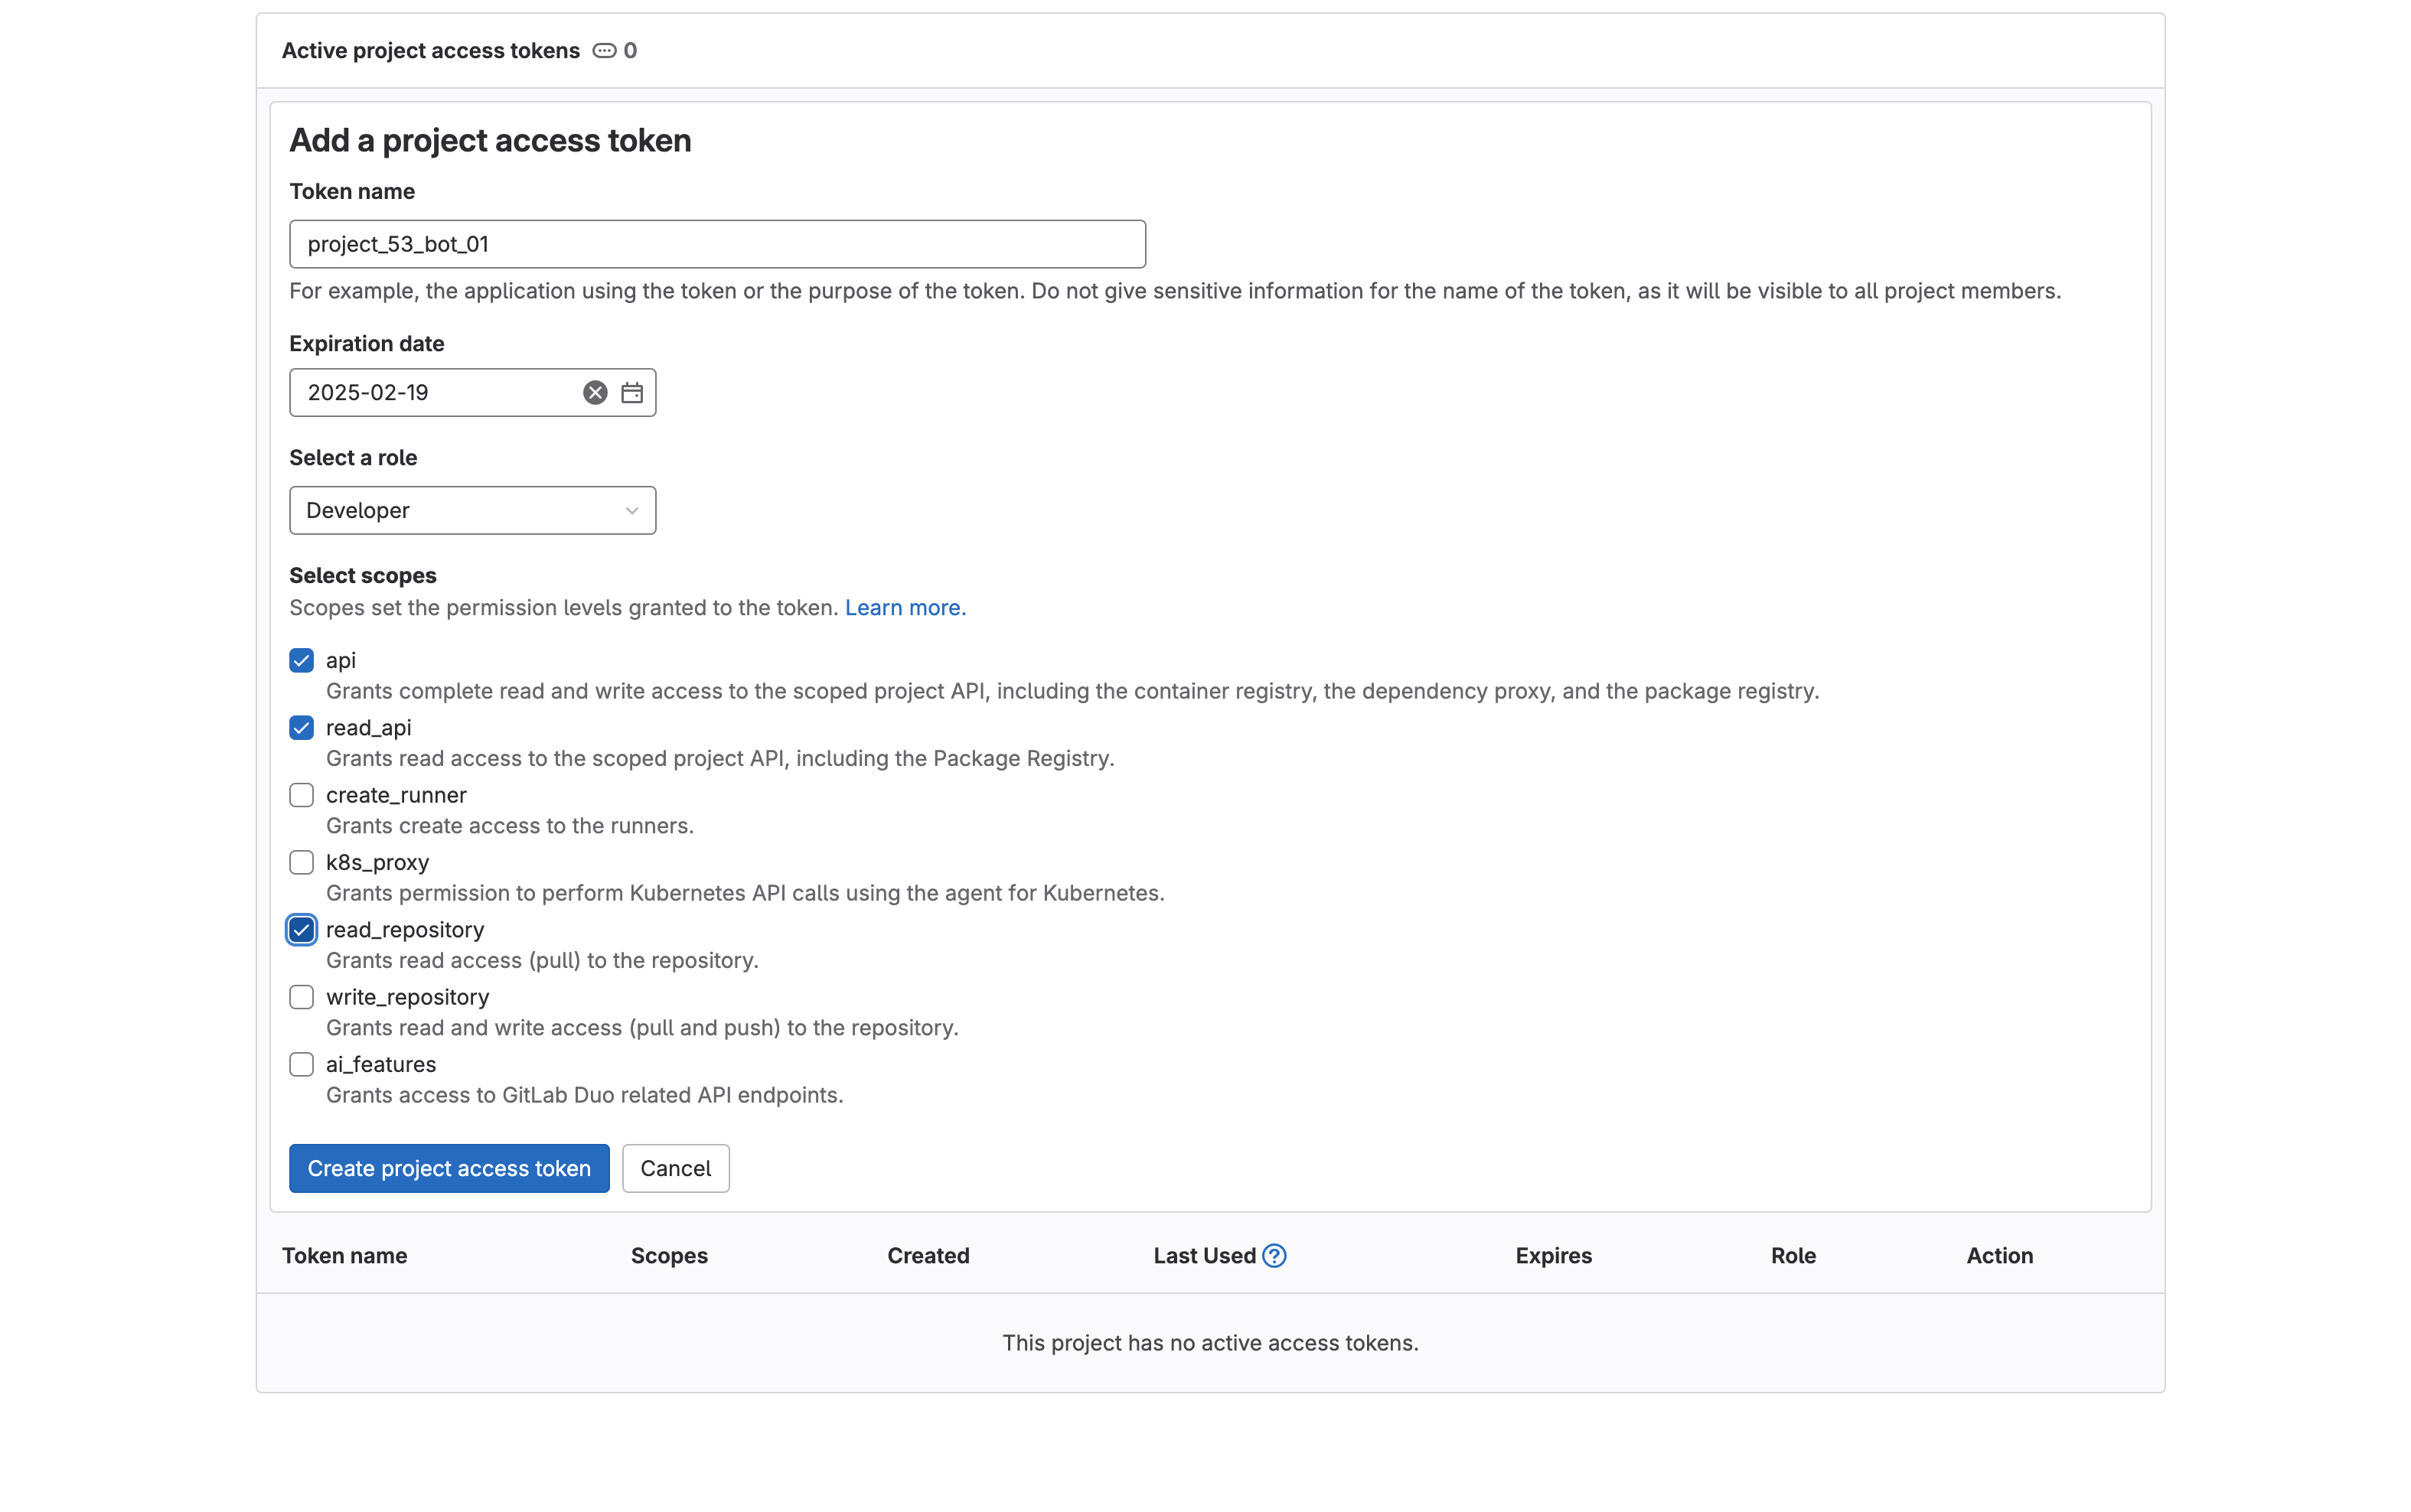 Active project access tokens 0
Add a project access token
Token name
project_53_bot_01
For example, the application using the token or the purpose of the token. Do not give sensitive information for the name of the token, as it will be visible to all project members.
Expiration date
2025-02-19
Select a role
Developer
Select scopes
Scopes set the permission levels granted to the token. Learn more.
api
Grants complete read and write access to the scoped project API, including the container registry, the dependency proxy, and the package registry.
read_api
Grants read access to the scoped project API, including the Package Registry.
create_runner
Grants create access to the runners.
k8s_proxy
Grants permission to perform Kubernetes API calls using the agent for Kubernetes.
read_repository
Grants read access (pull) to the repository.
write_repository
Grants read and write access (pull and push) to the repository.
ai_features
Grants access to GitLab Duo related API endpoints.
Create project access token Cancel
Token name Scopes Created Last Used ? Expires Role Action
This project has no active access tokens.